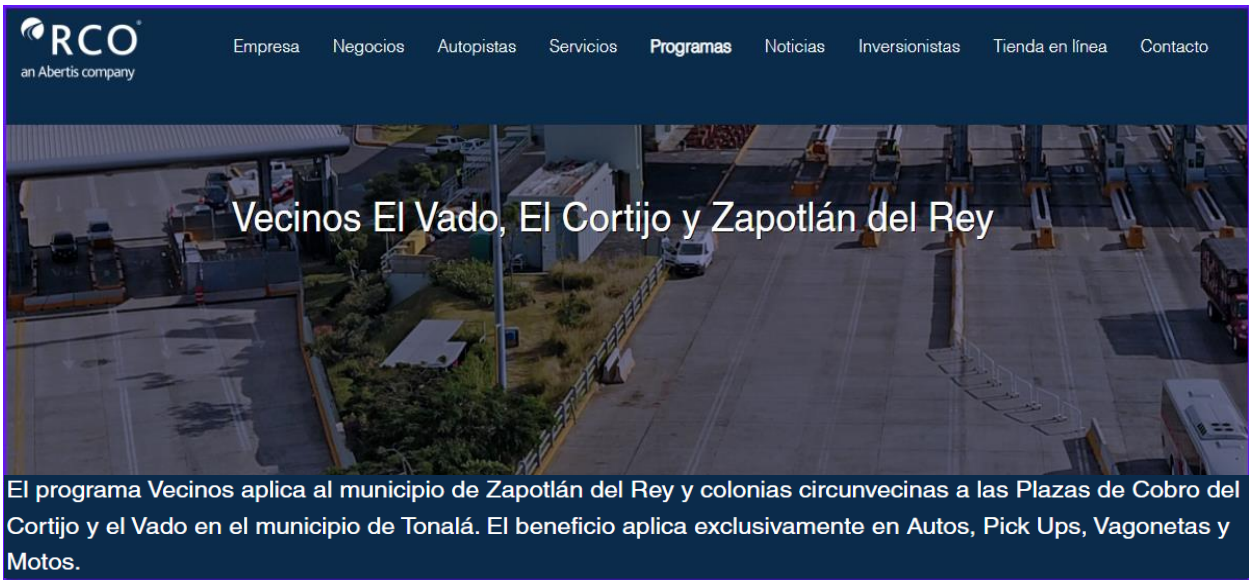 RCO
an Abertis company
Empresa Negocios Autopistas Servicios Programas Noticias Inversionistas Tienda en línea Contacto
Vecinos El Vado, El Cortijo y Zapotlán del Rey
El programa Vecinos aplica al municipio de Zapotlán del Rey y colonias circunvecinas a las Plazas de Cobro del
Cortijo y el Vado en el municipio de Tonalá. El beneficio aplica exclusivamente en Autos, Pick Ups, Vagonetas y
Motos.